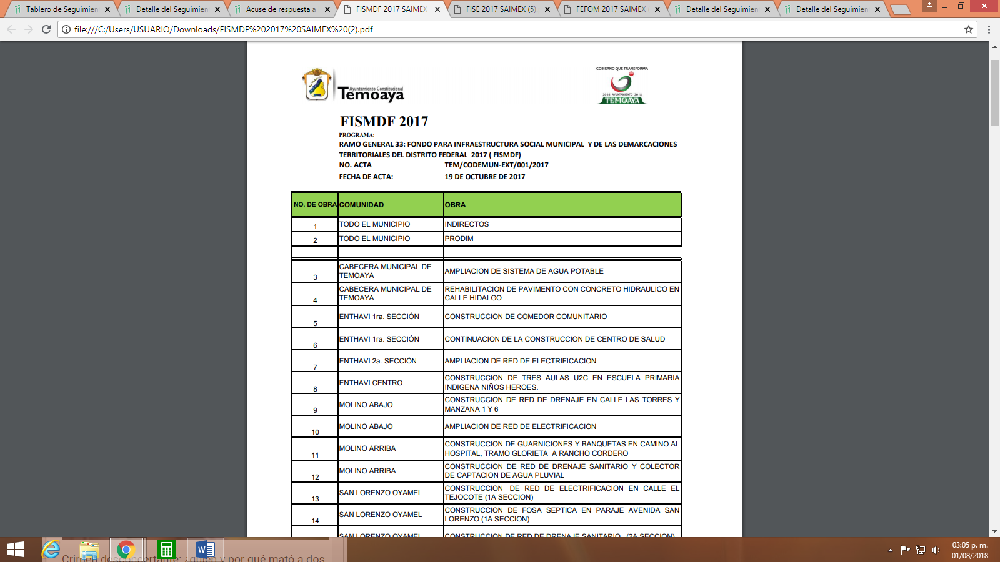 Tablero de Seguimien
Detalle del Seguimien
Acuse de respuesta a
FISMDF 2017 SAIMEX
FISE 2017 SAIMEX (5).
FEFOM 2017 SAIMEX
Detalle del Seguimien
Detalle del Seguimien
file:///C:/Users/USUARIO/Downloads/FISMDF%202017%20SAIMEX%20(2).pdf
Ayuntamiento Constitucional
Temoaya
GOBIERNO QUE TRANSFORMA
2016 AYUNTAMIENTO 2018
TEMOAYA
FISMDF 2017
PROGRAMA:
RAMO GENERAL 33: FONDO PARA INFRAESTRUCTURA SOCIAL MUNICIPAL Y DE LAS DEMARCACIONES
TERRITORIALES DEL DISTRITO FEDERAL 2017 ( FISMDF)
NO. ACTA TEM/CODEMUN-EXT/001/2017
FECHA DE ACTA: 19 DE OCTUBRE DE 2017
NO. DE OBRA COMUNIDAD OBRA
1 TODO EL MUNICIPIO INDIRECTOS
2 TODO EL MUNICIPIO PRODIM
3 CABECERA MUNICIPAL DE
TEMOAYA AMPLIACION DE SISTEMA DE AGUA POTABLE
4 CABECERA MUNICIPAL DE
TEMOAYA REHABILITACION DE PAVIMENTO CON CONCRETO HIDRAULICO EN
CALLE HIDALGO
5 ENTHAVI 1ra. SECCIÓN CONSTRUCCION DE COMEDOR COMUNITARIO
6 ENTHAVI 1ra. SECCIÓN CONTINUACION DE LA CONSTRUCCION DE CENTRO DE SALUD
7 ENTHAVI 2a. SECCIÓN AMPLIACION DE RED DE ELECTRIFICACION
8 ENTHAVI CENTRO CONSTRUCCION DE TRES AULAS U2C EN ESCUELA PRIMARIA
INDIGENA NIÑOS HEROES.
9 MOLINO ABAJO CONSTRUCCION DE RED DE DRENAJE EN CALLE LAS TORRES Y
MANZANA 1 Y 6
10 MOLINO ABAJO AMPLIACION DE RED DE ELECTRIFICACION
11 MOLINO ARRIBA CONSTRUCCION DE GUARNICIONES Y BANQUETAS EN CAMINO AL
HOSPITAL, TRAMO GLORIETA A RANCHO CORDERO
12 MOLINO ARRIBA CONSTRUCCION DE RED DE DRENAJE SANITARIO Y COLECTOR
DE CAPTACION DE AGUA PLUVIAL
13 SAN LORENZO OYAMEL CONSTRUCCION DE RED DE ELECTRIFICACION EN CALLE EL
TEJOCOTE (1A SECCION)
14 SAN LORENZO OYAMEL CONSTRUCCION DE FOSA SEPTICA EN PARAJE AVENIDA SAN
LORENZO (1A SECCION)
SAN LORENZO OYAMEL CONSTRUCCION DE RED DE DRENAJE SANITARIO (2A SECCION)
Crimen desconcertante: ¿quién y por qué mató a dos
03:05 p. m.
01/08/2018